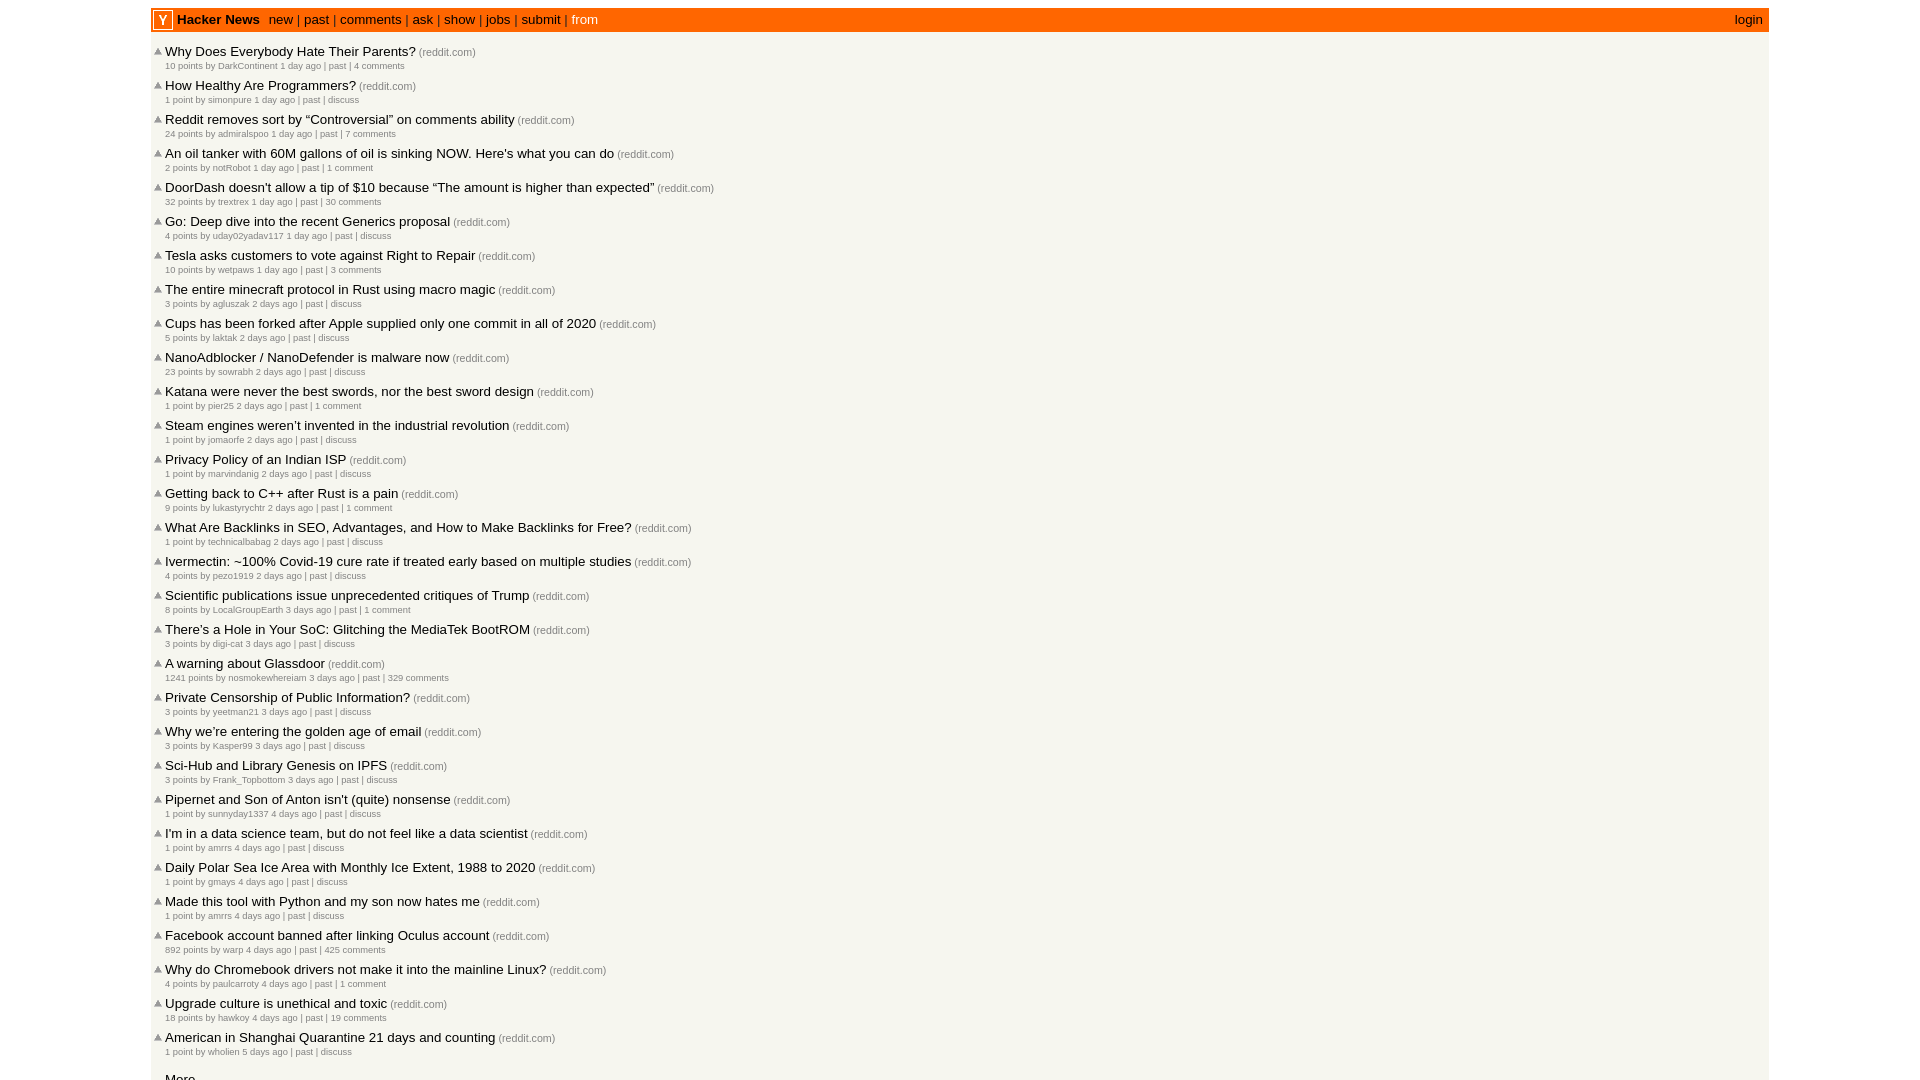 Y Hacker News new | past | comments | ask | show | jobs | submit | from login
Why Does Everybody Hate Their Parents? (reddit.com)
10 points by DarkContinent 1 day ago | past | 4 comments
How Healthy Are Programmers? (reddit.com)
1 point by simonpure 1 day ago | past | discuss
Reddit removes sort by “Controversial” on comments ability (reddit.com)
24 points by admiralspoo 1 day ago | past | 7 comments
An oil tanker with 60M gallons of oil is sinking NOW. Here's what you can do (reddit.com)
2 points by notRobot 1 day ago | past | 1 comment
DoorDash doesn't allow a tip of $10 because “The amount is higher than expected” (reddit.com)
32 points by trextrex 1 day ago | past | 30 comments
Go: Deep dive into the recent Generics proposal (reddit.com)
4 points by uday02yadav117 1 day ago | past | discuss
Tesla asks customers to vote against Right to Repair (reddit.com)
10 points by wetpaws 1 day ago | past | 3 comments
The entire minecraft protocol in Rust using macro magic (reddit.com)
3 points by agluszak 2 days ago | past | discuss
Cups has been forked after Apple supplied only one commit in all of 2020 (reddit.com)
5 points by laktak 2 days ago | past | discuss
NanoAdblocker / NanoDefender is malware now (reddit.com)
23 points by sowrabh 2 days ago | past | discuss
Katana were never the best swords, nor the best sword design (reddit.com)
1 point by pier25 2 days ago | past | 1 comment
Steam engines weren’t invented in the industrial revolution (reddit.com)
1 point by jomaorfe 2 days ago | past | discuss
Privacy Policy of an Indian ISP (reddit.com)
1 point by marvindanig 2 days ago | past | discuss
Getting back to C++ after Rust is a pain (reddit.com)
9 points by lukastyrychtr 2 days ago | past | 1 comment
What Are Backlinks in SEO, Advantages, and How to Make Backlinks for Free? (reddit.com)
1 point by technicalbabag 2 days ago | past | discuss
Ivermectin: ~100% Covid-19 cure rate if treated early based on multiple studies (reddit.com)
4 points by pezo1919 2 days ago | past | discuss
Scientific publications issue unprecedented critiques of Trump (reddit.com)
8 points by LocalGroupEarth 3 days ago | past | 1 comment
There’s a Hole in Your SoC: Glitching the MediaTek BootROM (reddit.com)
3 points by digi-cat 3 days ago | past | discuss
A warning about Glassdoor (reddit.com)
1241 points by nosmokewhereiam 3 days ago | past | 329 comments
Private Censorship of Public Information? (reddit.com)
3 points by yeetman21 3 days ago | past | discuss
Why we’re entering the golden age of email (reddit.com)
3 points by Kasper99 3 days ago | past | discuss
Sci-Hub and Library Genesis on IPFS (reddit.com)
3 points by Frank_Topbottom 3 days ago | past | discuss
Pipernet and Son of Anton isn't (quite) nonsense (reddit.com)
1 point by sunnyday1337 4 days ago | past | discuss
I'm in a data science team, but do not feel like a data scientist (reddit.com)
1 point by amrrs 4 days ago | past | discuss
Daily Polar Sea Ice Area with Monthly Ice Extent, 1988 to 2020 (reddit.com)
1 point by gmays 4 days ago | past | discuss
Made this tool with Python and my son now hates me (reddit.com)
1 point by amrrs 4 days ago | past | discuss
Facebook account banned after linking Oculus account (reddit.com)
892 points by warp 4 days ago | past | 425 comments
Why do Chromebook drivers not make it into the mainline Linux? (reddit.com)
4 points by paulcarroty 4 days ago | past | 1 comment
Upgrade culture is unethical and toxic (reddit.com)
18 points by hawkoy 4 days ago | past | 19 comments
American in Shanghai Quarantine 21 days and counting (reddit.com)
1 point by wholien 5 days ago | past | discuss
More